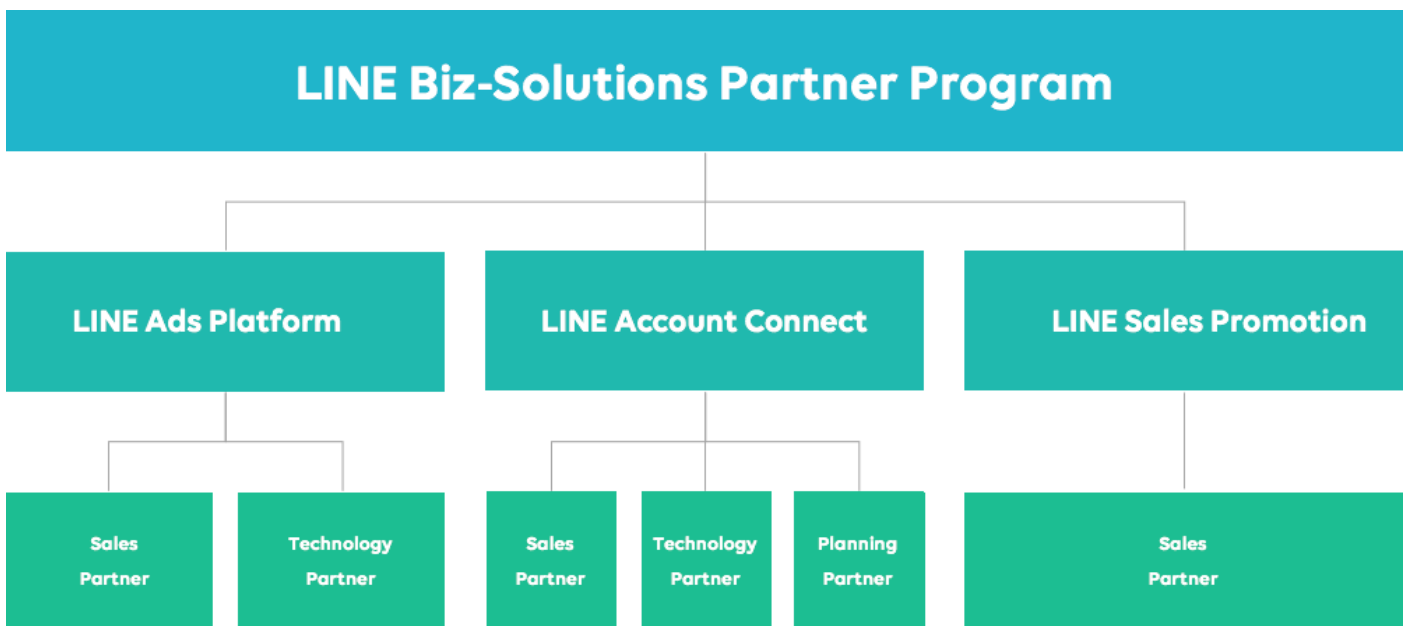 LINE Biz-Solutions Partner Program
LINE Ads Platform
LINE Account Connect
LINE Sales Promotion
Sales
Partner
Technology
Partner
Sales
Partner
Technology
Partner
Planning
Partner
Sales
Partner